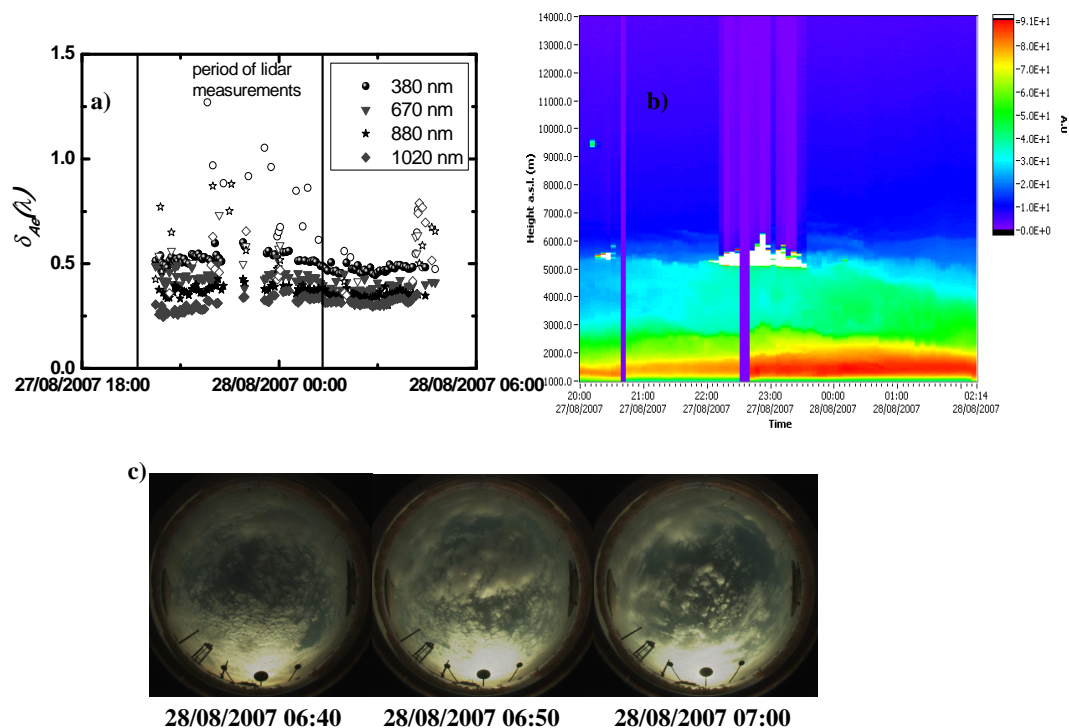 a)
1.5
1.0
0.5
0.0
δAe(λ)
period of lidar
measurements
380 nm
670 nm
880 nm
1020 nm
27/08/2007 18:00
28/08/2007 00:00
28/08/2007 06:00
b)
Height a.s.l. (m)
14000.0
13000.0
12000.0
11000.0
10000.0
9000.0
8000.0
7000.0
6000.0
5000.0
4000.0
3000.0
2000.0
1000.0
20:00 21:00 22:00 23:00 00:00 01:00 02:14
27/08/2007 27/08/2007 27/08/2007 27/08/2007 28/08/2007 28/08/2007 28/08/2007
Time
-9.1E+1
-8.0E+1
-7.0E+1
-6.0E+1
-5.0E+1
-4.0E+1
-3.0E+1
-2.0E+1
-1.0E+1
-0.0E+0
c)
28/08/2007 06:40
28/08/2007 06:50
28/08/2007 07:00